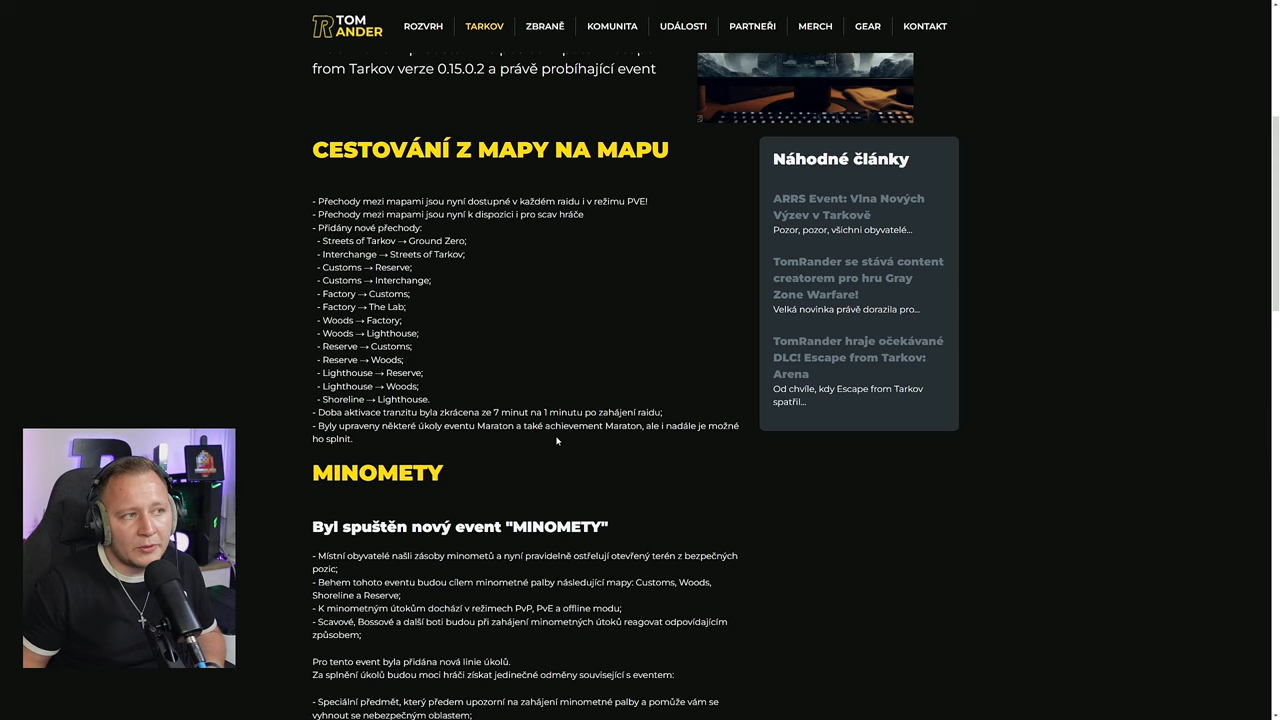 TOM
ANDER
ROZVRH
TARKOV
ZBRANĚ
KOMUNITA
UDÁLOSTI
PARTNEŘI
MERCH
GEAR
KONTAKT
from Tarkov verze 0.15.0.2 a právě probíhající event
CESTOVÁNÍ Z MAPY NA MAPU
- Přechody mezi mapami jsou nyní dostupné v každém raidu i v režimu PVE!
- Přechody mezi mapami jsou nyní k dispozici i pro scav hráče
- Přidány nové přechody:
- Streets of Tarkov → Ground Zero;
- Interchange → Streets of Tarkov;
- Customs → Reserve;
- Customs → Interchange;
- Factory → Customs;
- Factory → The Lab;
- Woods → Factory;
- Woods → Lighthouse;
- Reserve → Customs;
- Reserve → Woods;
- Lighthouse → Reserve;
- Lighthouse → Woods;
- Shoreline → Lighthouse.
- Doba aktivace tranzitu byla zkrácena ze 7 minut na 1 minutu po zahájení raidu;
- Byly upraveny některé úkoly eventu Maraton a také achievement Maraton, ale i nadále je možné
ho splnit.
MINOMETY
Byl spuštěn nový event "MINOMETY"
- Místní obyvatelé našli zásoby minometů a nyní pravidelně ostřelují otevřený terén z bezpečných
pozic;
- Behem tohoto eventu budou cílem minometné palby následující mapy: Customs, Woods,
Shoreline a Reserve;
- K minometným útokům dochází v režimech PvP, PvE a offline modu;
- Scavové, Bossové a další boti budou při zahájení minometných útoků reagovat odpovídajícím
způsobem;
Pro tento event byla přidána nová linie úkolů.
Za splnění úkolů budou moci hráči získat jedinečné odměny související s eventem:
- Speciální předmět, který předem upozorní na zahájení minometné palby a pomůže vám se
vyhnout se nebezpečným oblastem;
Náhodné články
ARRS Event: Vlna Nových
Výzev v Tarkově
Pozor, pozor, všichni obyvatelé...
TomRander se stává content
creatorem pro hru Gray
Zone Warfare!
Velká novinka právě dorazila pro...
TomRander hraje očekávané
DLC! Escape from Tarkov:
Arena
Od chvíle, kdy Escape from Tarkov
spatřil...